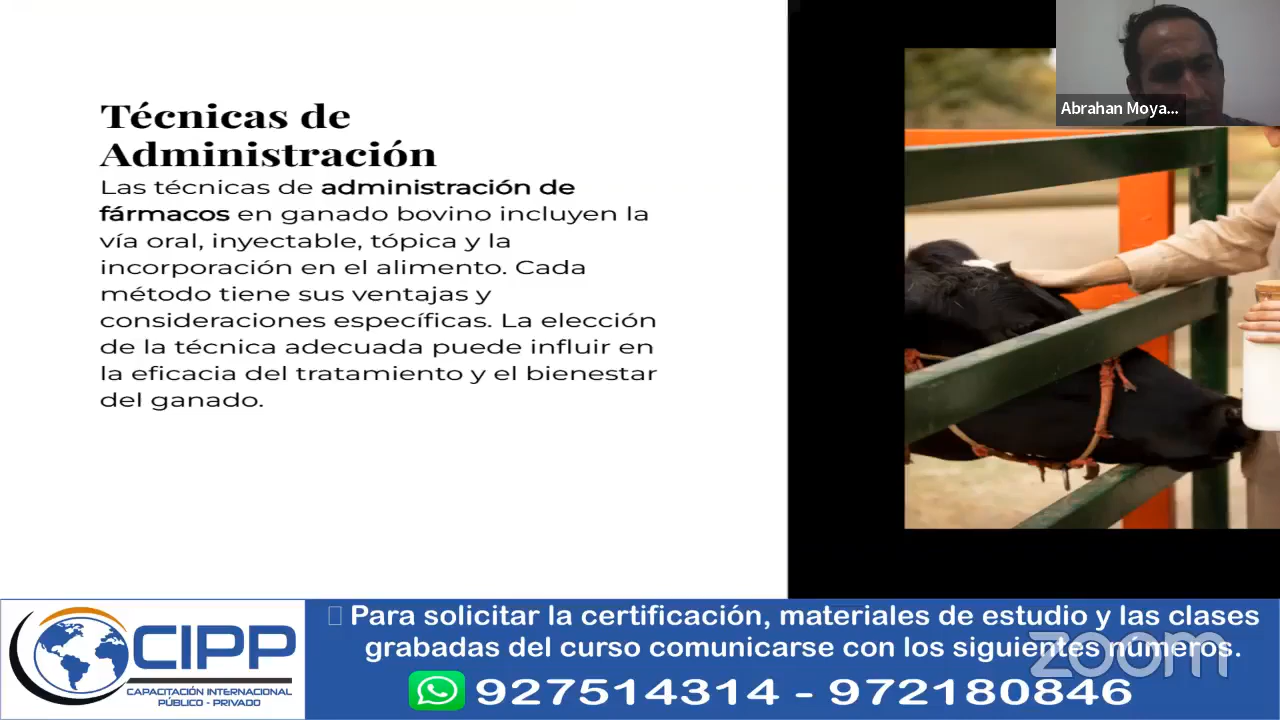 Técnicas de
Administración
Las técnicas de administración de
fármacos en ganado bovino incluyen la
vía oral, inyectable, tópica y la
incorporación en el alimento. Cada
método tiene sus ventajas y
consideraciones específicas. La elección
de la técnica adecuada puede influir en
la eficacia del tratamiento y el bienestar
del ganado.
Abrahan Moya...
CIPP
CAPACITACIÓN INTERNACIONAL
PÚBLICO - PRIVADO
Para solicitar la certificación, materiales de estudio y las clases
grabadas del curso comunicarse con los siguientes números.
927514314 - 972180846
zoom